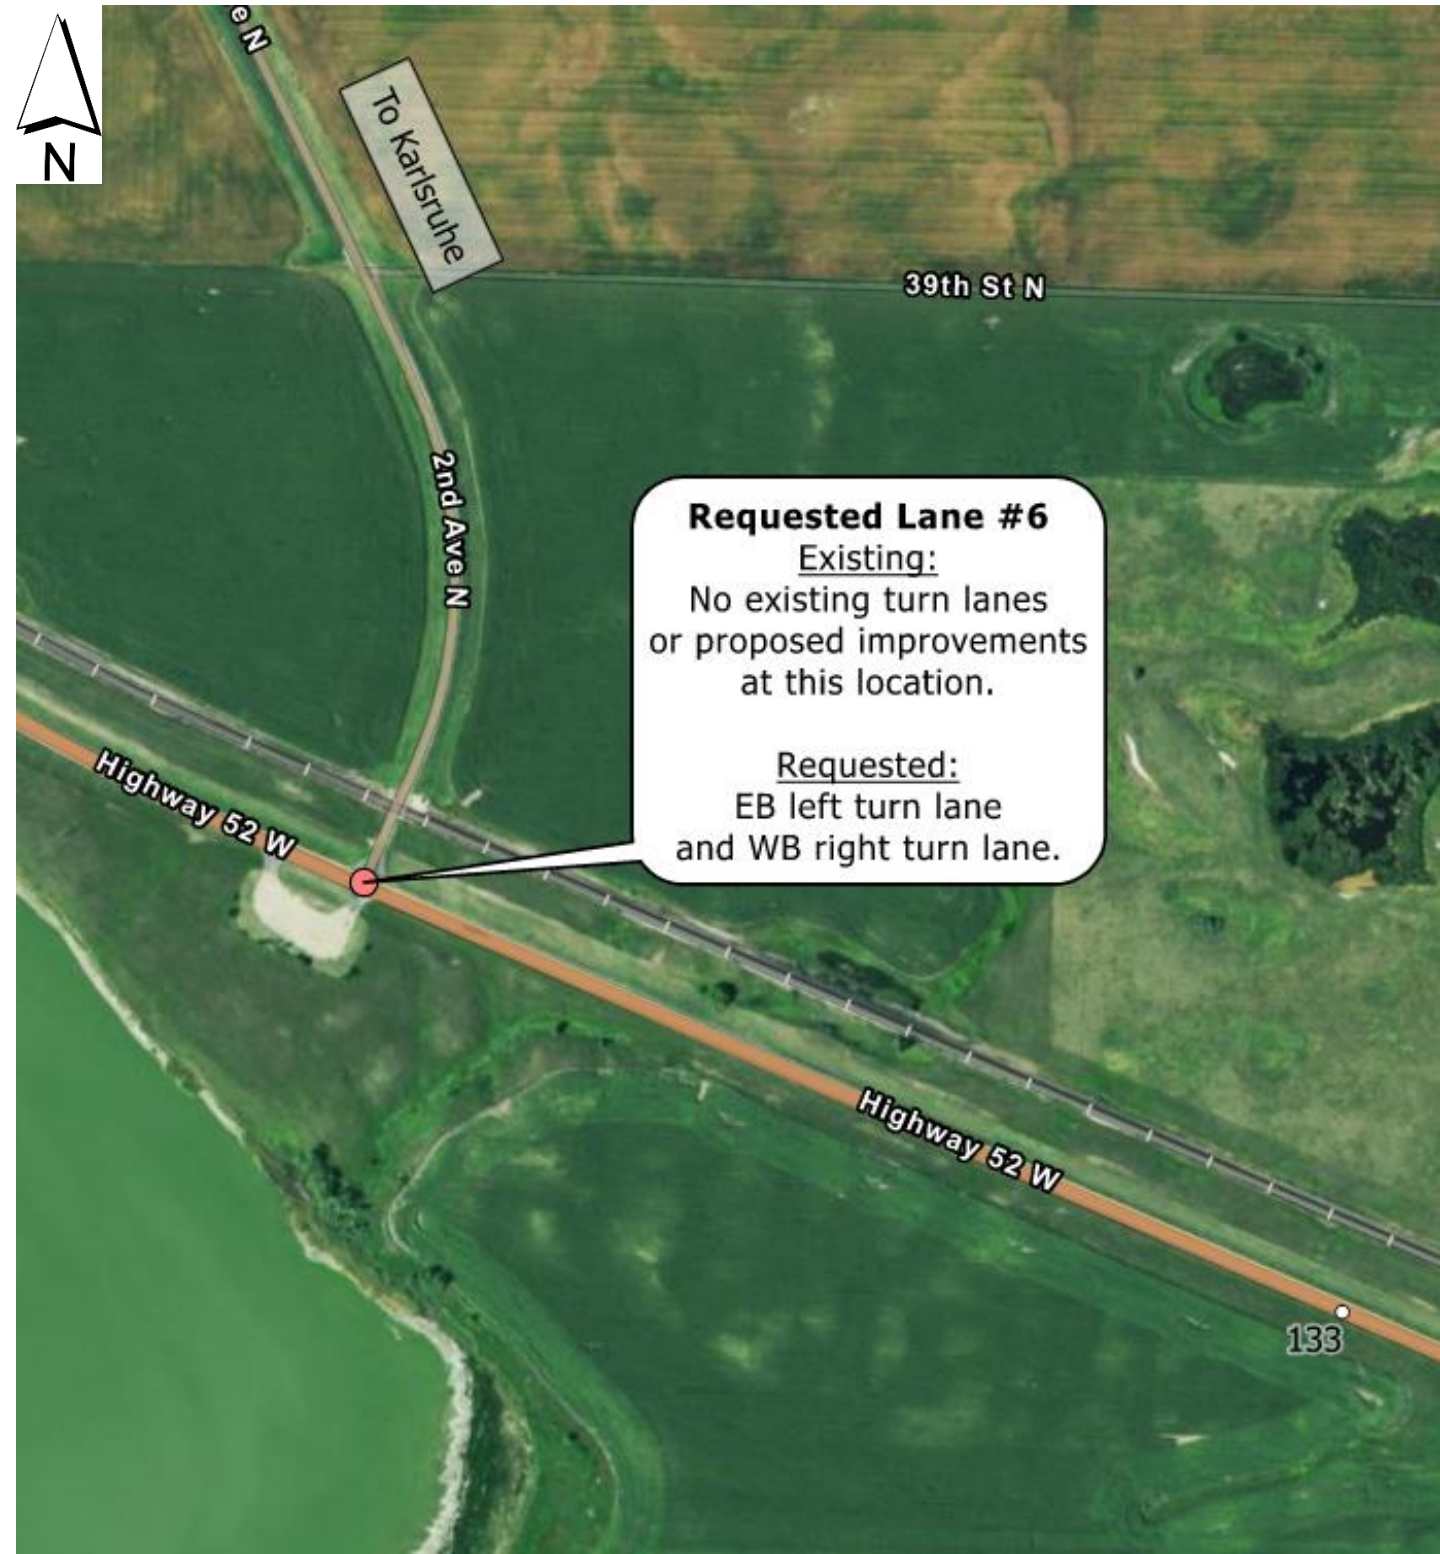 e N
N
To Karlsruhe
39th St N
2nd Ave N
Requested Lane #6
Existing:
No existing turn lanes
or proposed improvements
at this location.
Requested:
EB left turn lane
and WB right turn lane.
Highway 52 W
Highway 52 W
133